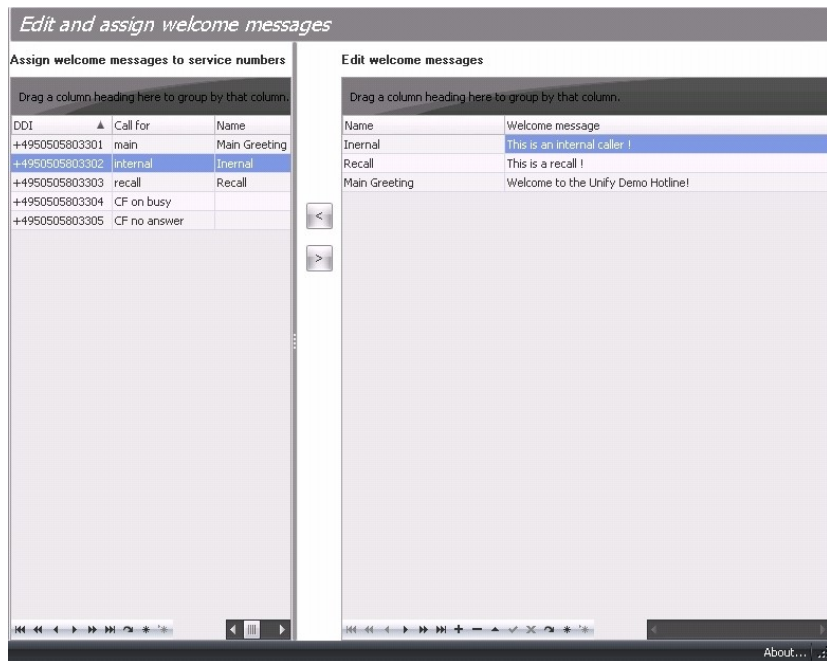 Edit and assign welcome messages
Assign welcome messages to service numbers
Drag a column heading here to group by that column.
DDI Call for Name
+4950505803301 main Main Greeting
+4950505803302 internal Inernal
+4950505803303 recall Recall
+4950505803304 CF on busy
+4950505803305 CF no answer
<
>
Edit welcome messages
Drag a column heading here to group by that column.
Name Welcome message
Inernal This is an internal caller !
Recall This is a recall !
Main Greeting Welcome to the Unify Demo Hotline!
About...